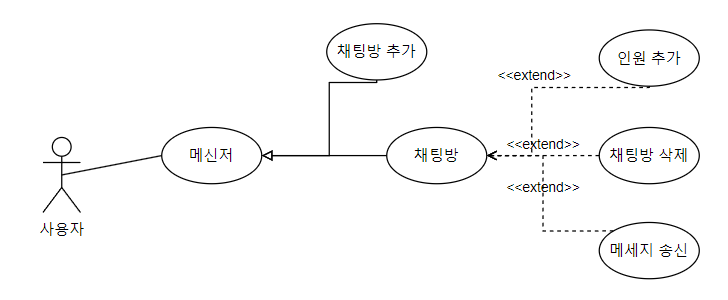 채팅방 추가
인원 추가
<<extend>>
메신저
채팅방
<<extend>>
채팅방 삭제
<<extend>>
사용자
메세지 송신